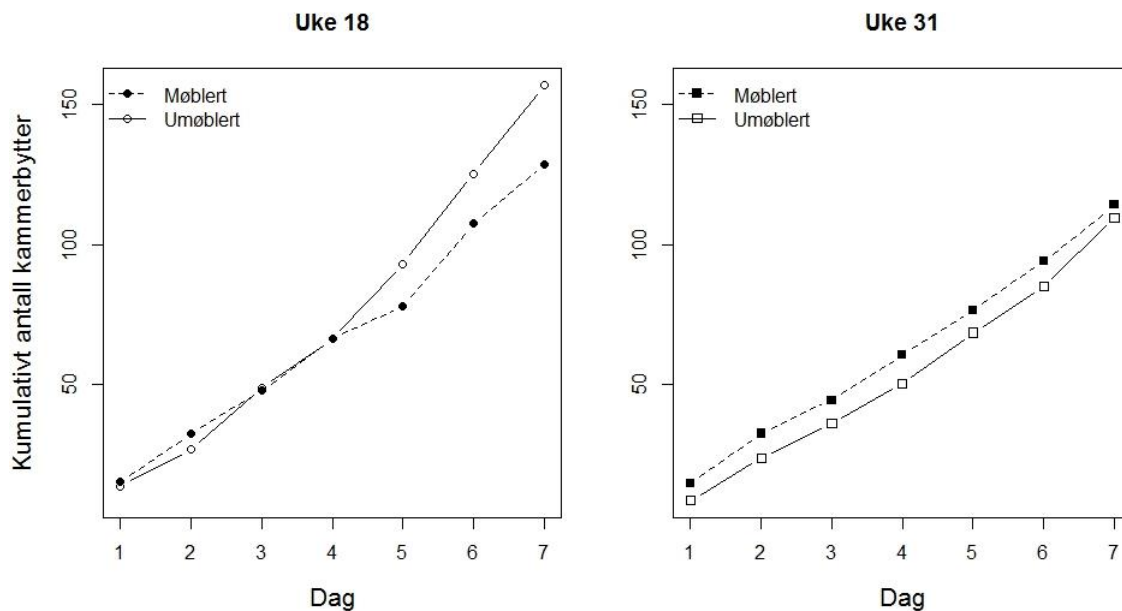 Uke 18
Kumulativt antall kammerbytter
150
100
50
Møblert
Umøblert
1 2 3 4 5 6 7
Dag
Uke 31
150
100
50
Møblert
Umøblert
1 2 3 4 5 6 7
Dag